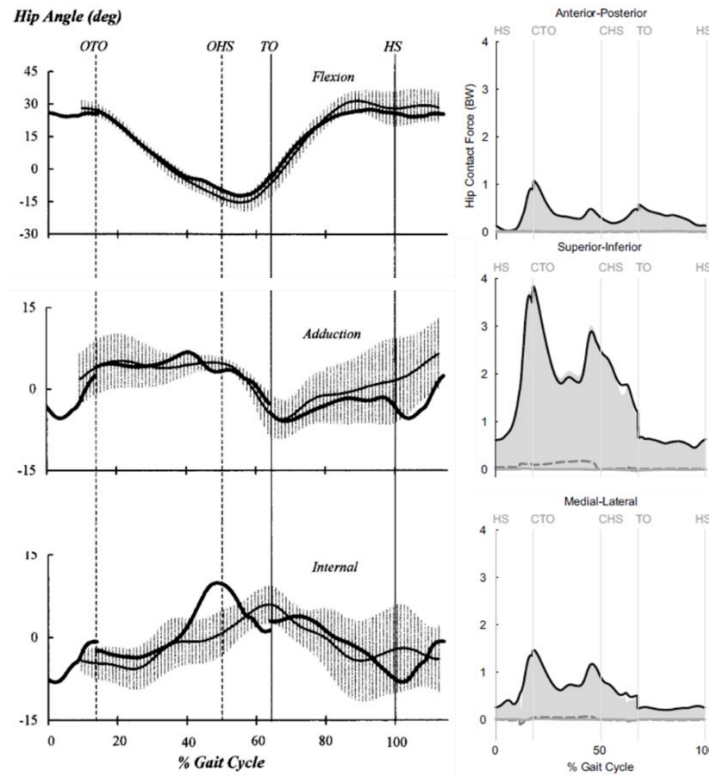 Hip Angle (deg)
OTO OHS TO HS
Flexion
45
30
15
0
-15
-30
Adduction
15
0
-15
Internal
15
0
-15
0 20 40 60 80 100
% Gait Cycle
Anterior-Posterior
HS CTO CHS TO HS
Hip Contact Force (BW)
4
3
2
1
0
Superior-Inferior
HS CTO CHS TO HS
4
3
2
1
0
Medial-Lateral
HS CTO CHS TO HS
4
3
2
1
0
0 50 100
% Gait Cycle